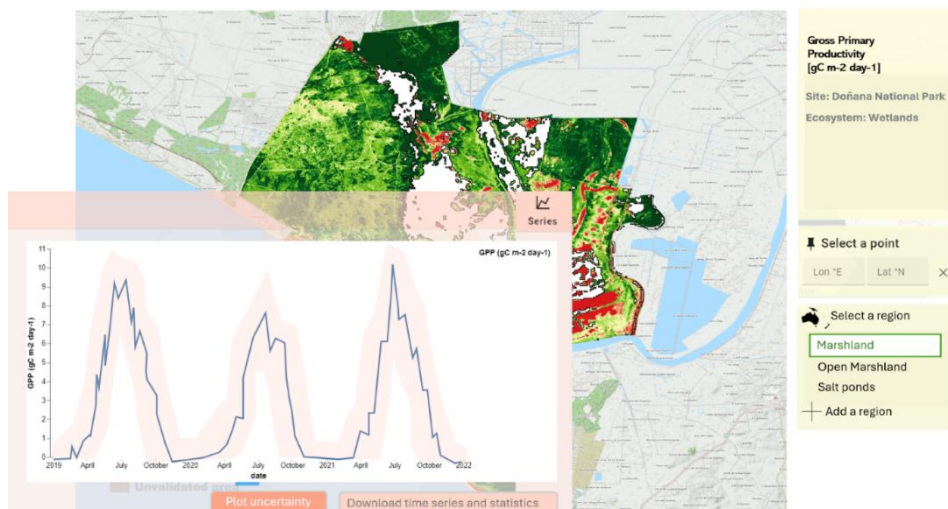 Gross Primary
Productivity
[gC m-2 day-1]
Site: Doñana National Park
Ecosystem: Wetlands
Series
GPP (gC m-2 day-1)
GPP (gC m-2 day-1)
11
10
9
8
7
6
5
4
3
2
1
0
2019 April July October 2020 April July October 2021 April July October 2022
date
Unvalidated area
Plot uncertainty
Download time series and statistics
Select a point
Lon °E Lat °N ×
Select a region
Marshland
Open Marshland
Salt ponds
Add a region